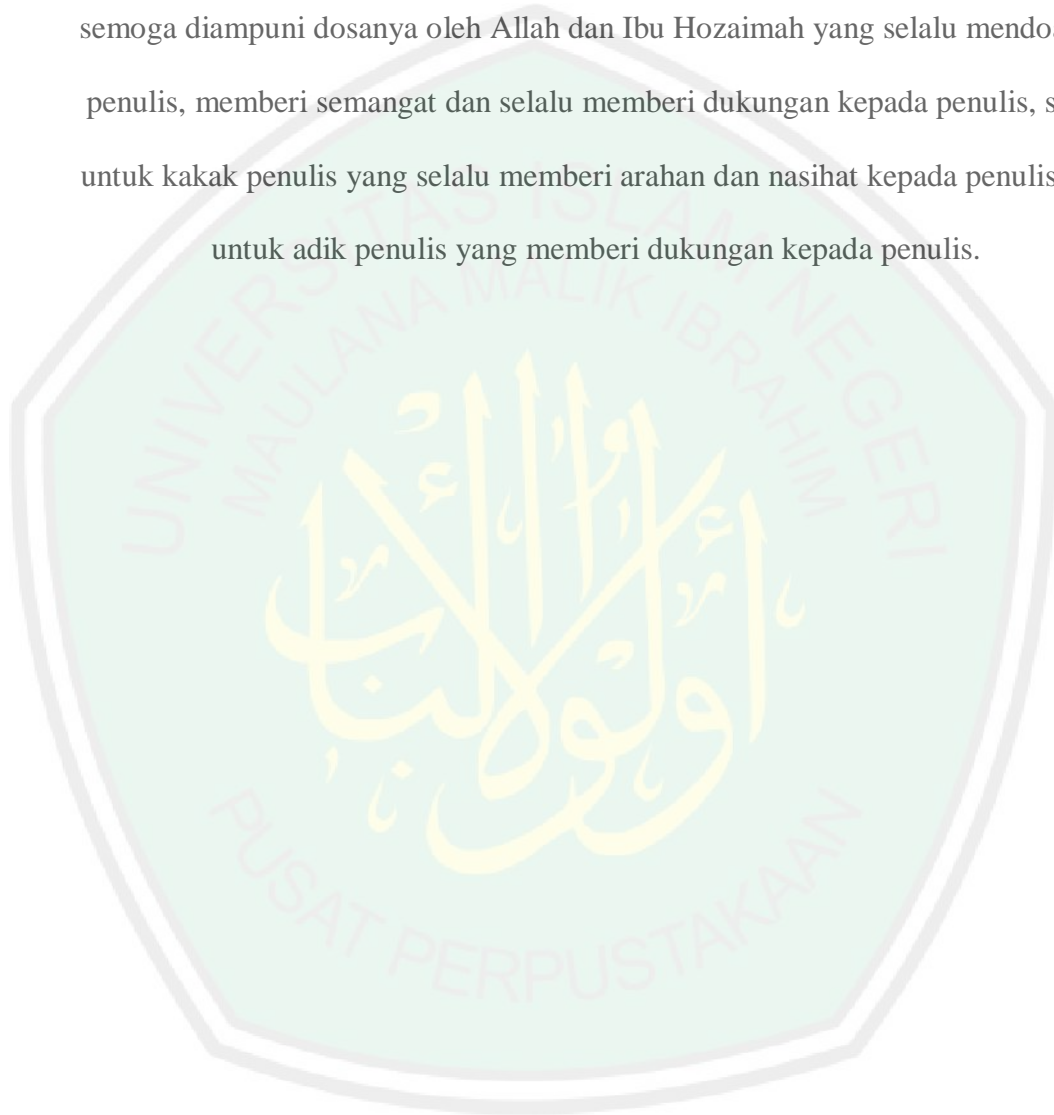 semoga diampuni dosanya oleh Allah dan Ibu Hozaimah yang selalu
penulis, memberi semangat dan selalu memberi dukungan kepada penulis,
untuk kakak penulis yang selalu memberi arahan dan nasihat kepada penulis
untuk adik penulis yang memberi dukungan kepada penulis.
UNIVERSITAS ISLAM NEGERI
MAULANA MALIK IBRAHIM
أولوا الألباب
PUSAT PERPUSTAKAAN